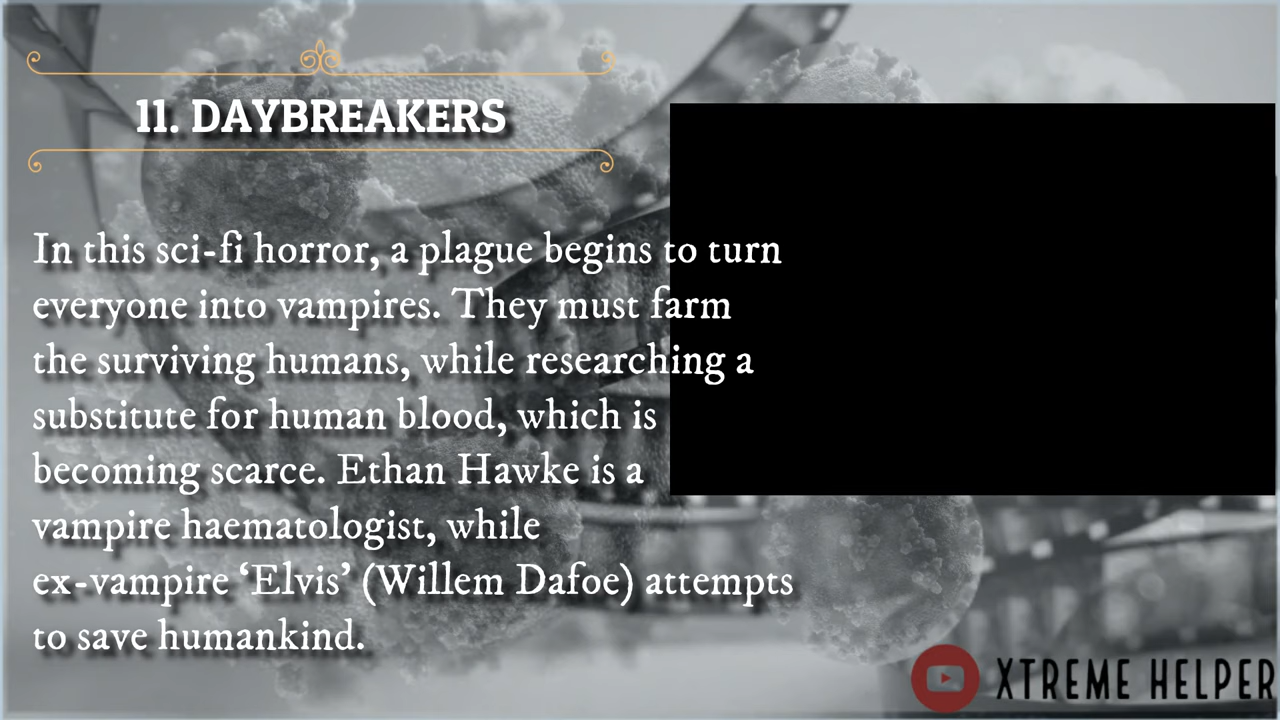 11. DAYBREAKERS
In this sci-fi horror, a plague begins to turn
everyone into vampires. They must farm
the surviving humans, while researching a
substitute for human blood, which is
becoming scarce. Ethan Hawke is a
vampire haematologist, while
ex-vampire ‘Elvis’ (Willem Dafoe) attempts
to save humankind.
XTREME HELPER